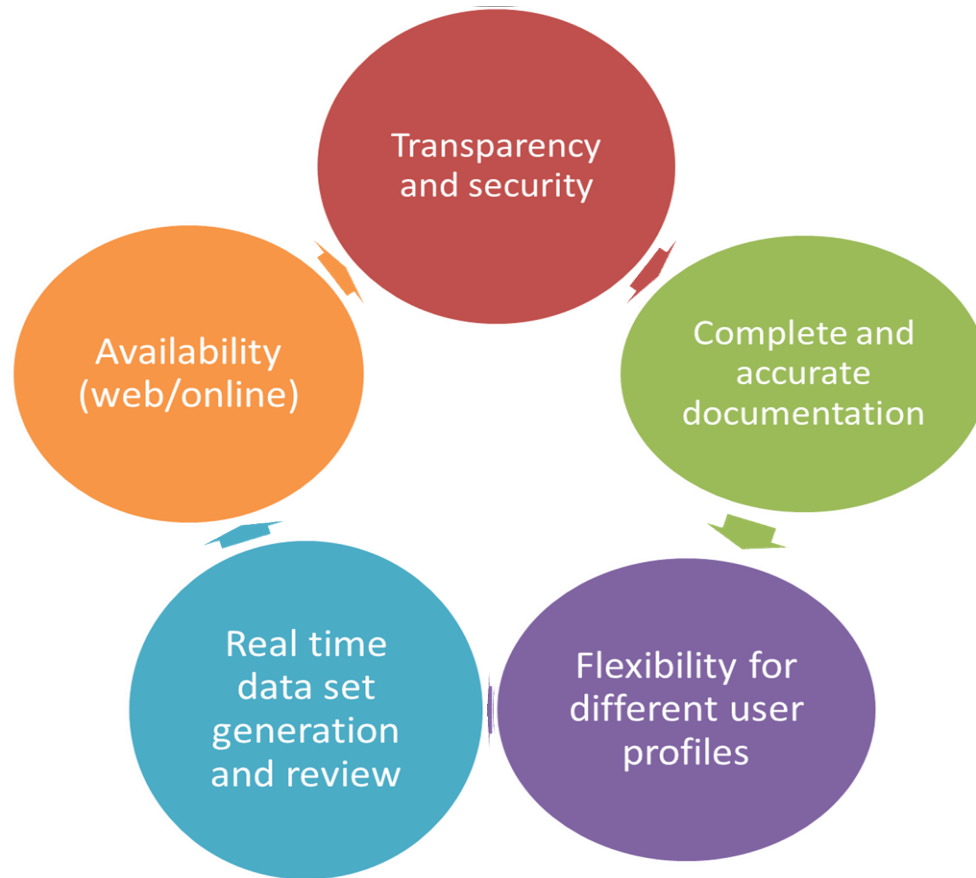 Transparency
and security
Complete and
accurate
documentation
Flexibility for
different user
profiles
Real time
data set
generation
and review
Availability
(web/online)